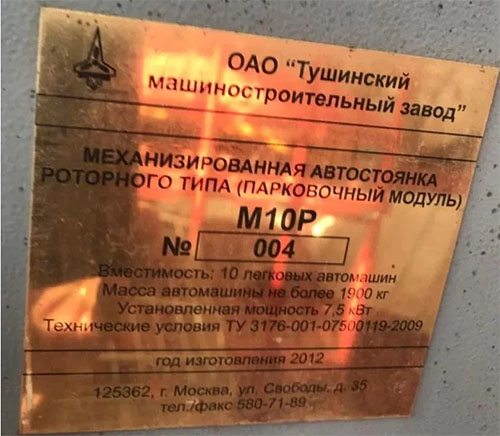 ОАО "Тушинский
машиностроительный завод"
МЕХАНИЗИРОВАННАЯ АВТОСТОЯНКА
РОТОРНОГО ТИПА (ПАРКОВОЧНЫЙ МОДУЛЬ)
М10Р
№ 004
Вместимость: 10 легковых автомашин
Масса автомашины не более 1900 кг
Установленная мощность 7,5 кВт
Технические условия ТУ 3176-001-07500119-2009
год изготовления 2012
125362, г. Москва, ул. Свободы, д. 35
тел./факс 580-71-89